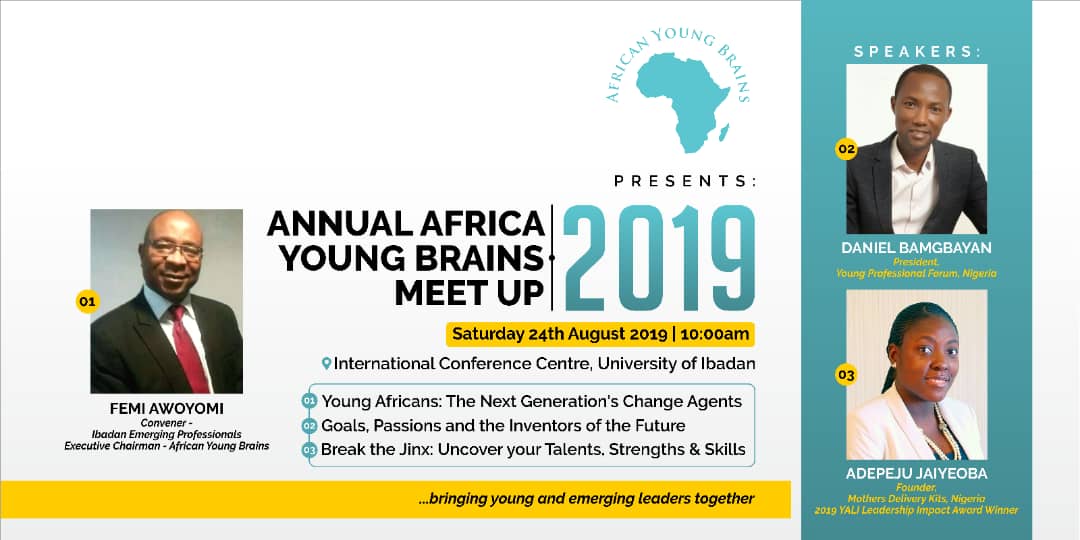 AFRICAN YOUNG BRAINS
PRESENTS:
ANNUAL AFRICA
YOUNG BRAINS
MEET UP
2019
Saturday 24th August 2019 | 10:00am
International Conference Centre, University of Ibadan
01 Young Africans: The Next Generation's Change Agents
02 Goals, Passions and the Inventors of the Future
03 Break the Jinx: Uncover your Talents, Strengths & Skills
...bringing young and emerging leaders together
01
FEMI AWOYOMI
Convener -
Ibadan Emerging Professionals
Executive Chairman - African Young Brains
SPEAKERS:
02
DANIEL BAMGBAYAN
President,
Young Professional Forum, Nigeria
03
ADEPEJU JAIYEOBA
Founder,
Mothers Delivery Kits, Nigeria
2019 YALI Leadership Impact Award Winner